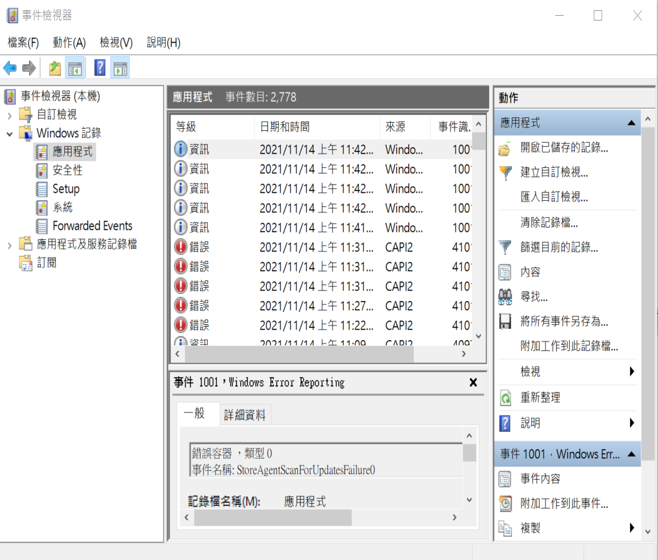 事件檢視器
檔案(F) 動作(A) 檢視(V) 說明(H)
事件檢視器 (本機)
自訂檢視
Windows 記錄
應用程式
安全性
Setup
系統
Forwarded Events
應用程式及服務記錄檔
訂閱
應用程式 事件數目: 2,778
等級 日期和時間 來源 事件識.
資訊 2021/11/14 上午 11:42... Windo... 100
資訊 2021/11/14 上午 11:42... Windo... 100
資訊 2021/11/14 上午 11:42... Windo... 100
資訊 2021/11/14 上午 11:42... Windo... 100
資訊 2021/11/14 上午 11:41... Windo... 100
錯誤 2021/11/14 上午 11:31... CAPI2 410
錯誤 2021/11/14 上午 11:31... CAPI2 410
錯誤 2021/11/14 上午 11:31... CAPI2 410
錯誤 2021/11/14 上午 11:27... CAPI2 410
錯誤 2021/11/14 上午 11:22... CAPI2 410
資訊 2021/11/14 上午 11:09... CAPI2 409
事件 1001，Windows Error Reporting
一般 詳細資料
錯誤容器 ，類型 0
事件名稱: StoreAgentScanForUpdatesFailure0
記錄檔名稱(M): 應用程式
動作
應用程式
開啟已儲存的記錄...
建立自訂檢視...
匯入自訂檢視...
清除記錄檔...
篩選目前的記錄...
內容
尋找...
將所有事件另存為...
附加工作到此記錄檔...
檢視
重新整理
說明
事件 1001，Windows Err...
事件內容
附加工作到此事件...
複製